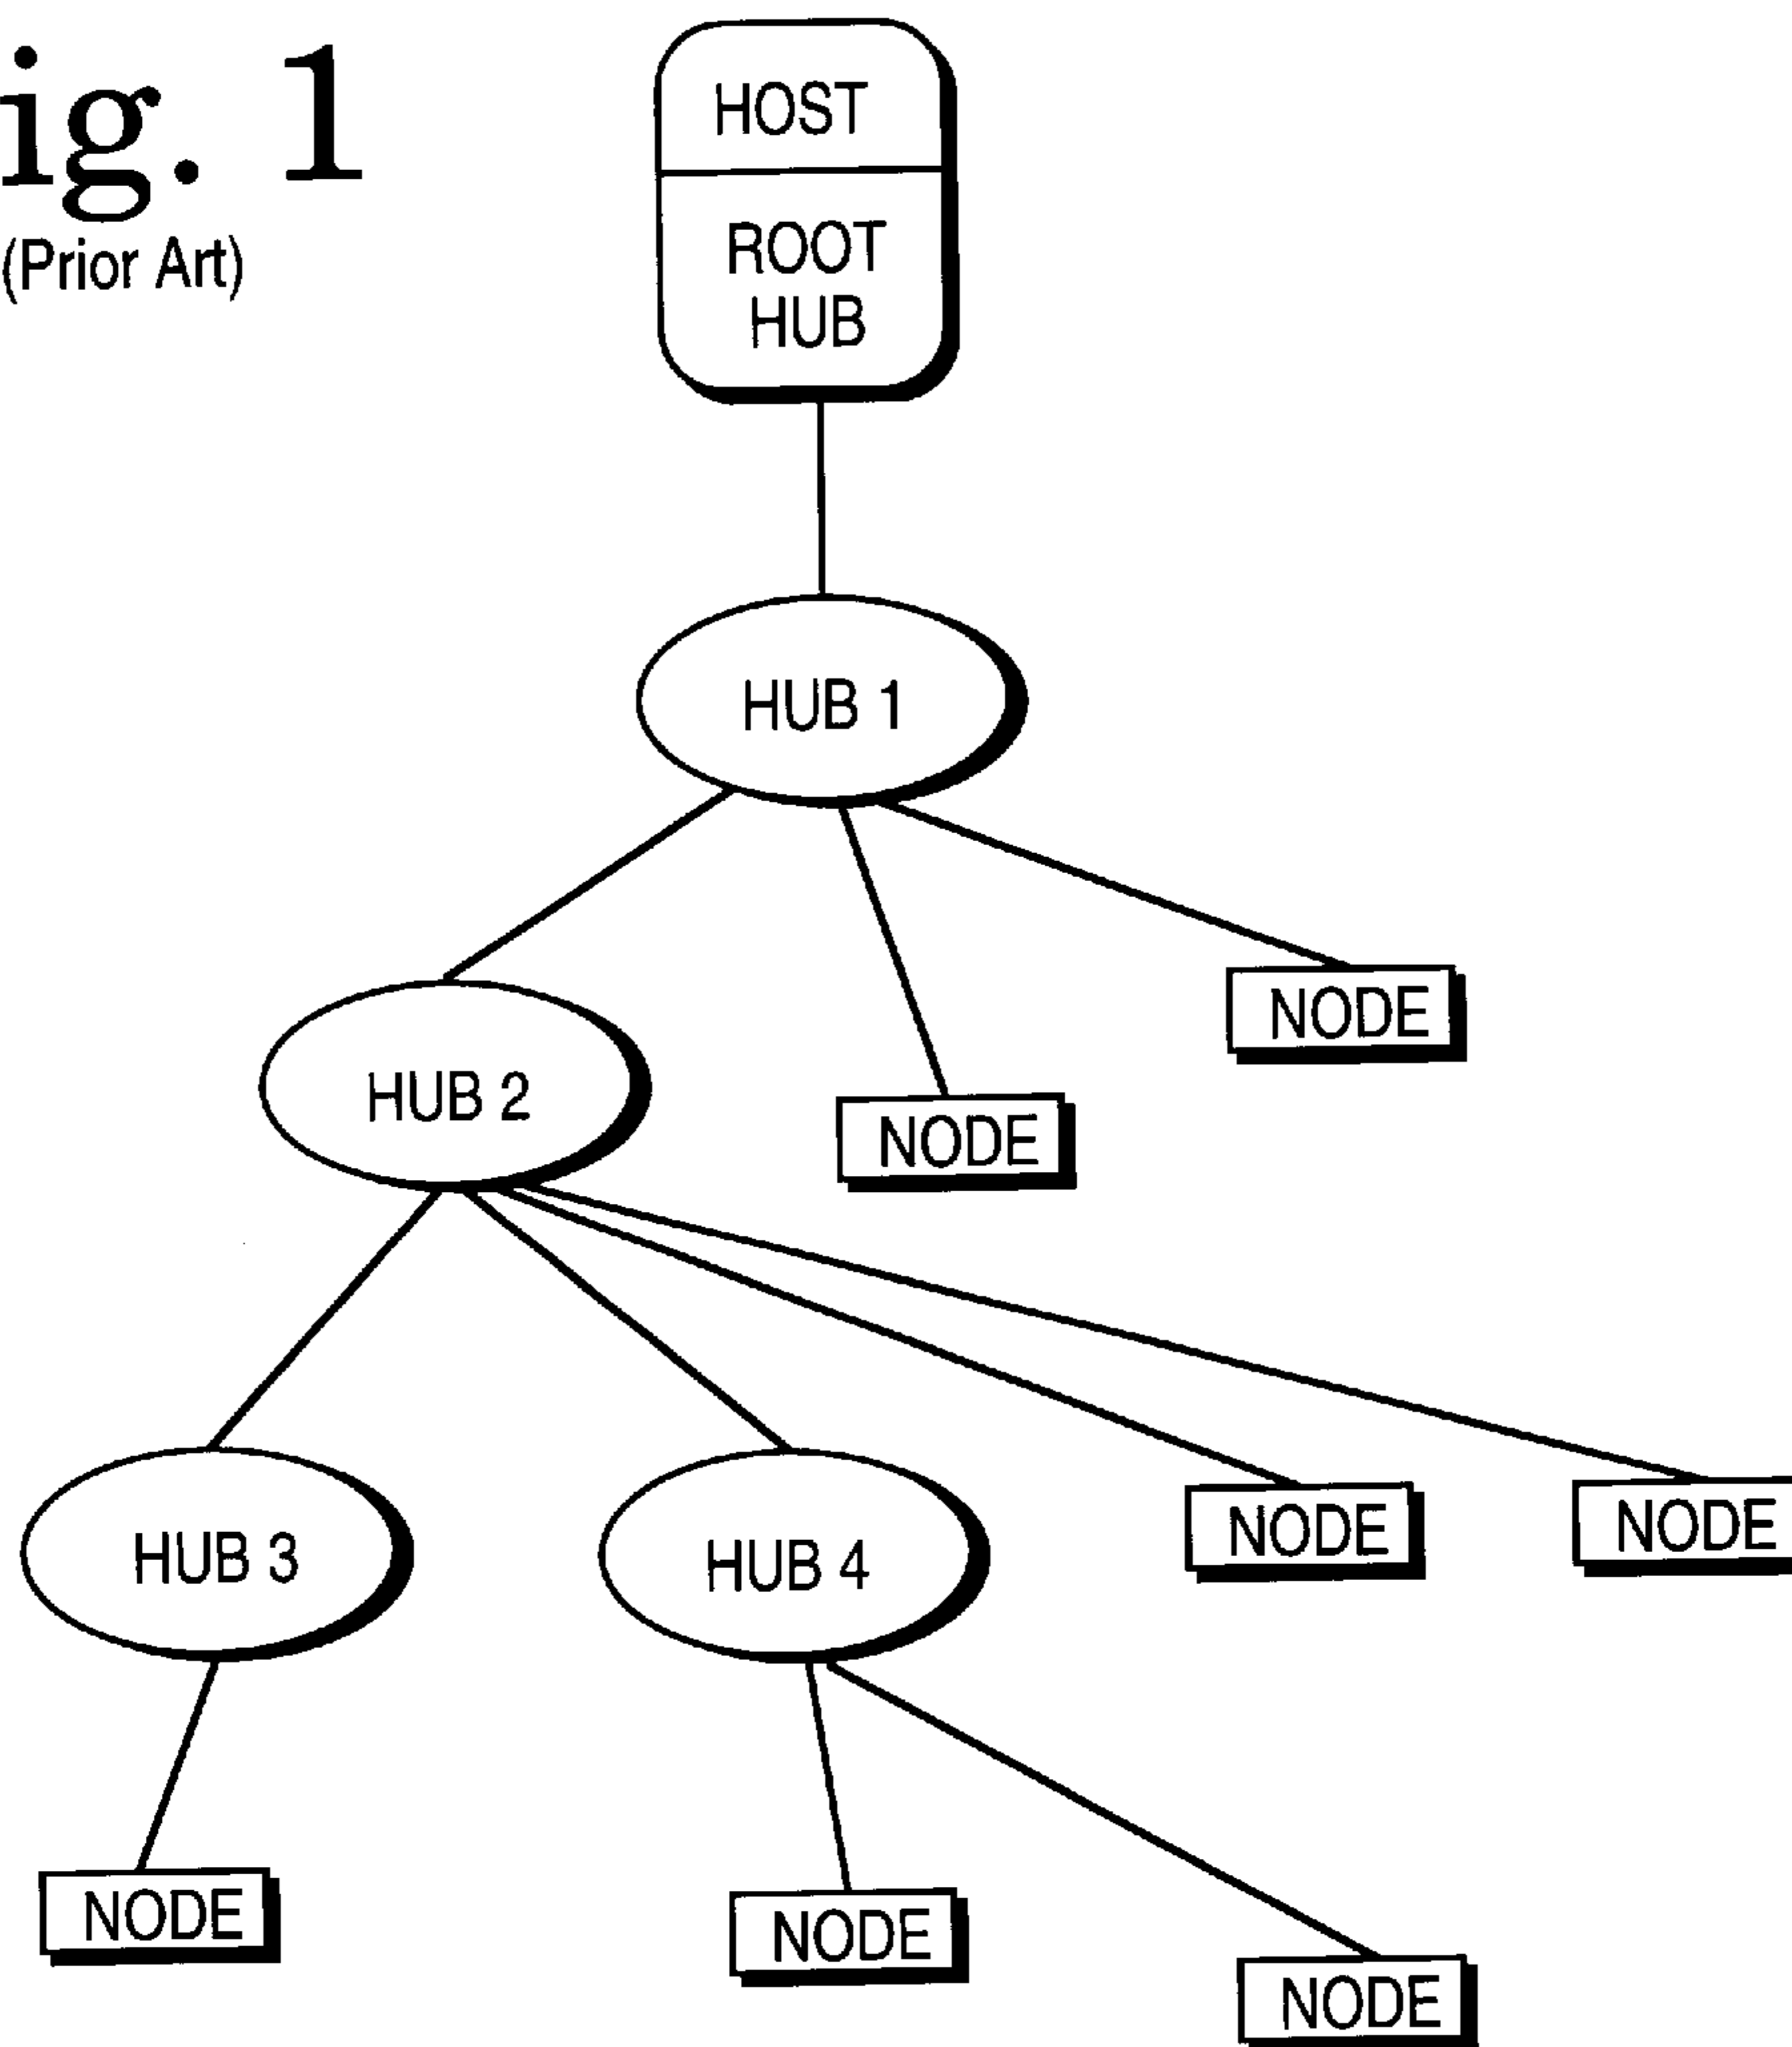 ig. 1
(Prior Art)
HOST
ROOT
HUB
HUB 1
NODE
HUB 2
NODE
HUB 3
HUB 4
NODE
NODE
NODE
NODE
NODE